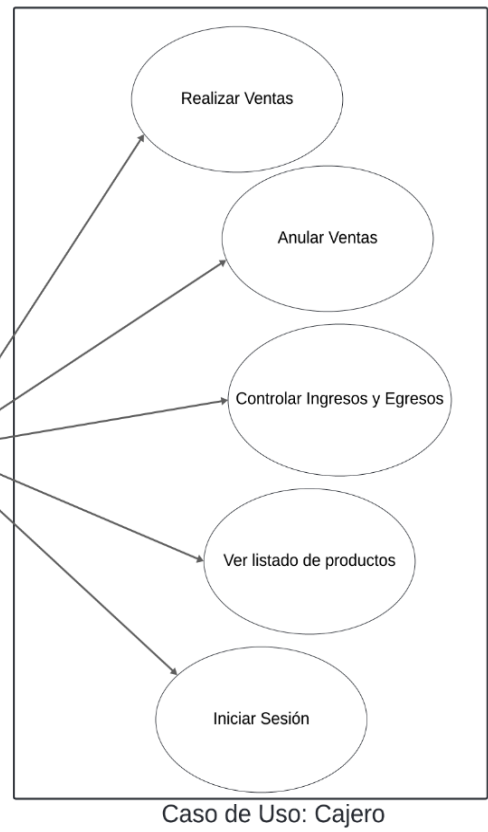 Realizar Ventas
Anular Ventas
Controlar Ingresos y Egresos
Ver listado de productos
Iniciar Sesión
Caso de Uso: Cajero